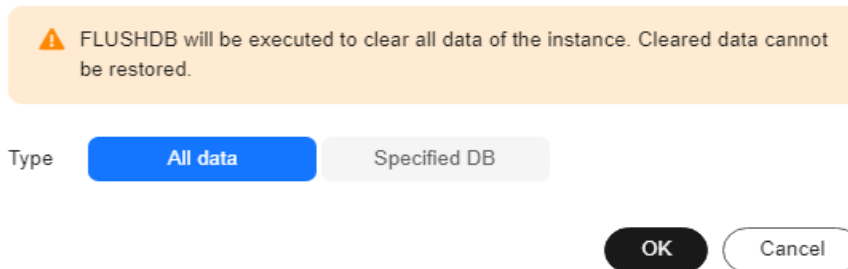 FLUSHDB will be executed to clear all data of the instance. Cleared data cannot
be restored.
Type All data Specified DB
OK Cancel